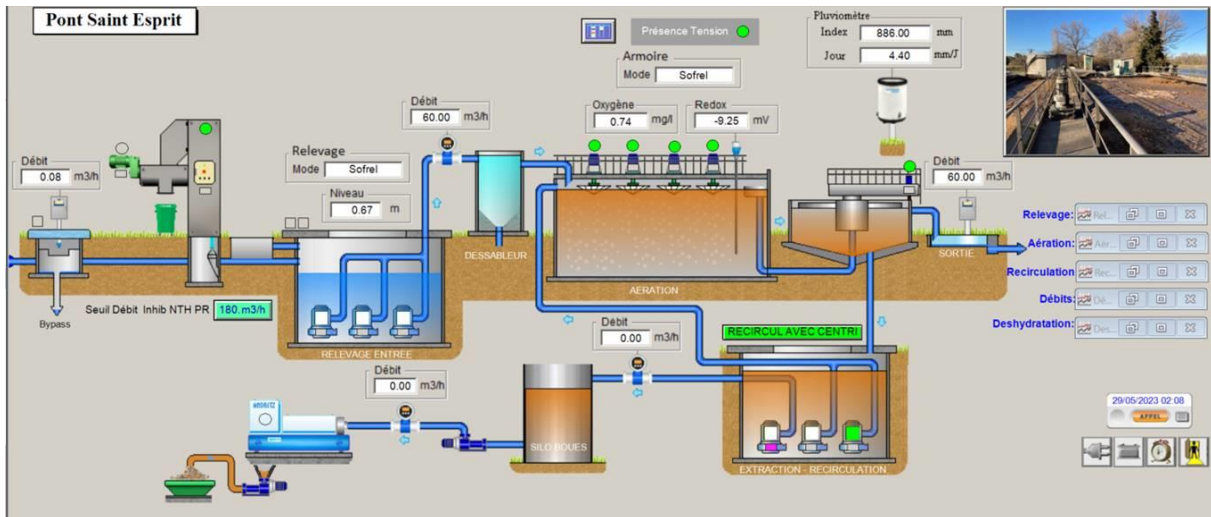 Pont Saint Esprit
Présence Tension
Pluviomètre
Index 886.00 mm
Jour 4.40 mm/J
Armoire
Mode Sofrel
Débit
60.00 m3/h
Oxygène
0.74 mg/l
Redox
-9.25 mV
Relevage
Mode Sofrel
Débit
0.08 m3/h
Niveau
0.67 m
Débit
60.00 m3/h
Relevage:
Aération:
Recirculation
Débits:
Deshydratation:
DESSABLEUR
AERATION
SORTIE
Bypass
Seuil Débit Inhib NTH PR 180.m3/h
RELEVAGE ENTREE
Débit
0.00 m3/h
RECIRCUL AVEC CENTRI
Débit
0.00 m3/h
ANDRITZ
SILO BOUES
EXTRACTION - RECIRCULATION
29/05/2023 02:08
APPEL